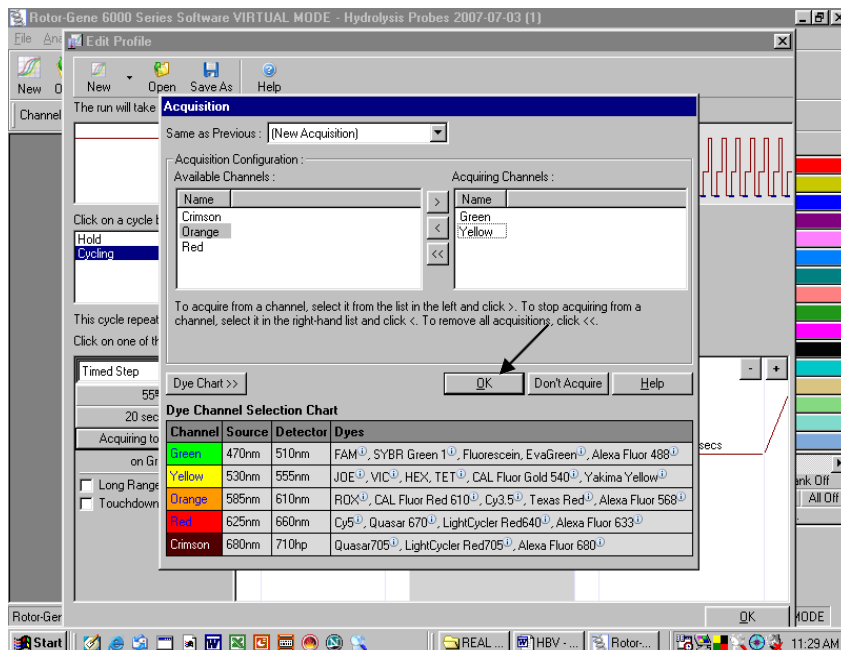 Rotor-Gene 6000 Series Software VIRTUAL MODE - Hydrolysis Probes 2007-07-03 (1)
File
Edit Profile
New
New
Open
Save As
Help
Channel
The run will take
Acquisition
Same as Previous :
(New Acquisition)
Acquisition Configuration :
Available Channels :
Name
Crimson
Orange
Red
>
<
<<
Acquiring Channels :
Name
Green
Yellow
To acquire from a channel, select it from the list in the left and click >. To stop acquiring from a
channel, select it in the right-hand list and click <. To remove all acquisitions, click <<.
Dye Chart >>
OK
Don't Acquire
Help
Dye Channel Selection Chart
Channel Source Detector Dyes
Green 470nm 510nm FAM, SYBR Green 1, Fluorescein, EvaGreen, Alexa Fluor 488
Yellow 530nm 555nm JOE, VIC, HEX, TET, CAL Fluor Gold 540, Yakima Yellow
Orange 585nm 610nm ROX, CAL Fluor Red 610, Cy3.5, Texas Red, Alexa Fluor 568
Red 625nm 660nm Cy5, Quasar 670, LightCycler Red640, Alexa Fluor 633
Crimson 680nm 710hp Quasar705, LightCycler Red705, Alexa Fluor 680
Click on a cycle
Hold
Cycling
This cycle repeat
Click on one of th
Timed Step
55º
20 sec
Acquiring to
on Gr
Long Range
Touchdown
- +
secs
ank Off
All Off
OK
Rotor-Ger
MODE
Start
REAL ...
HBV - ...
Rotor-...
11:29 AM